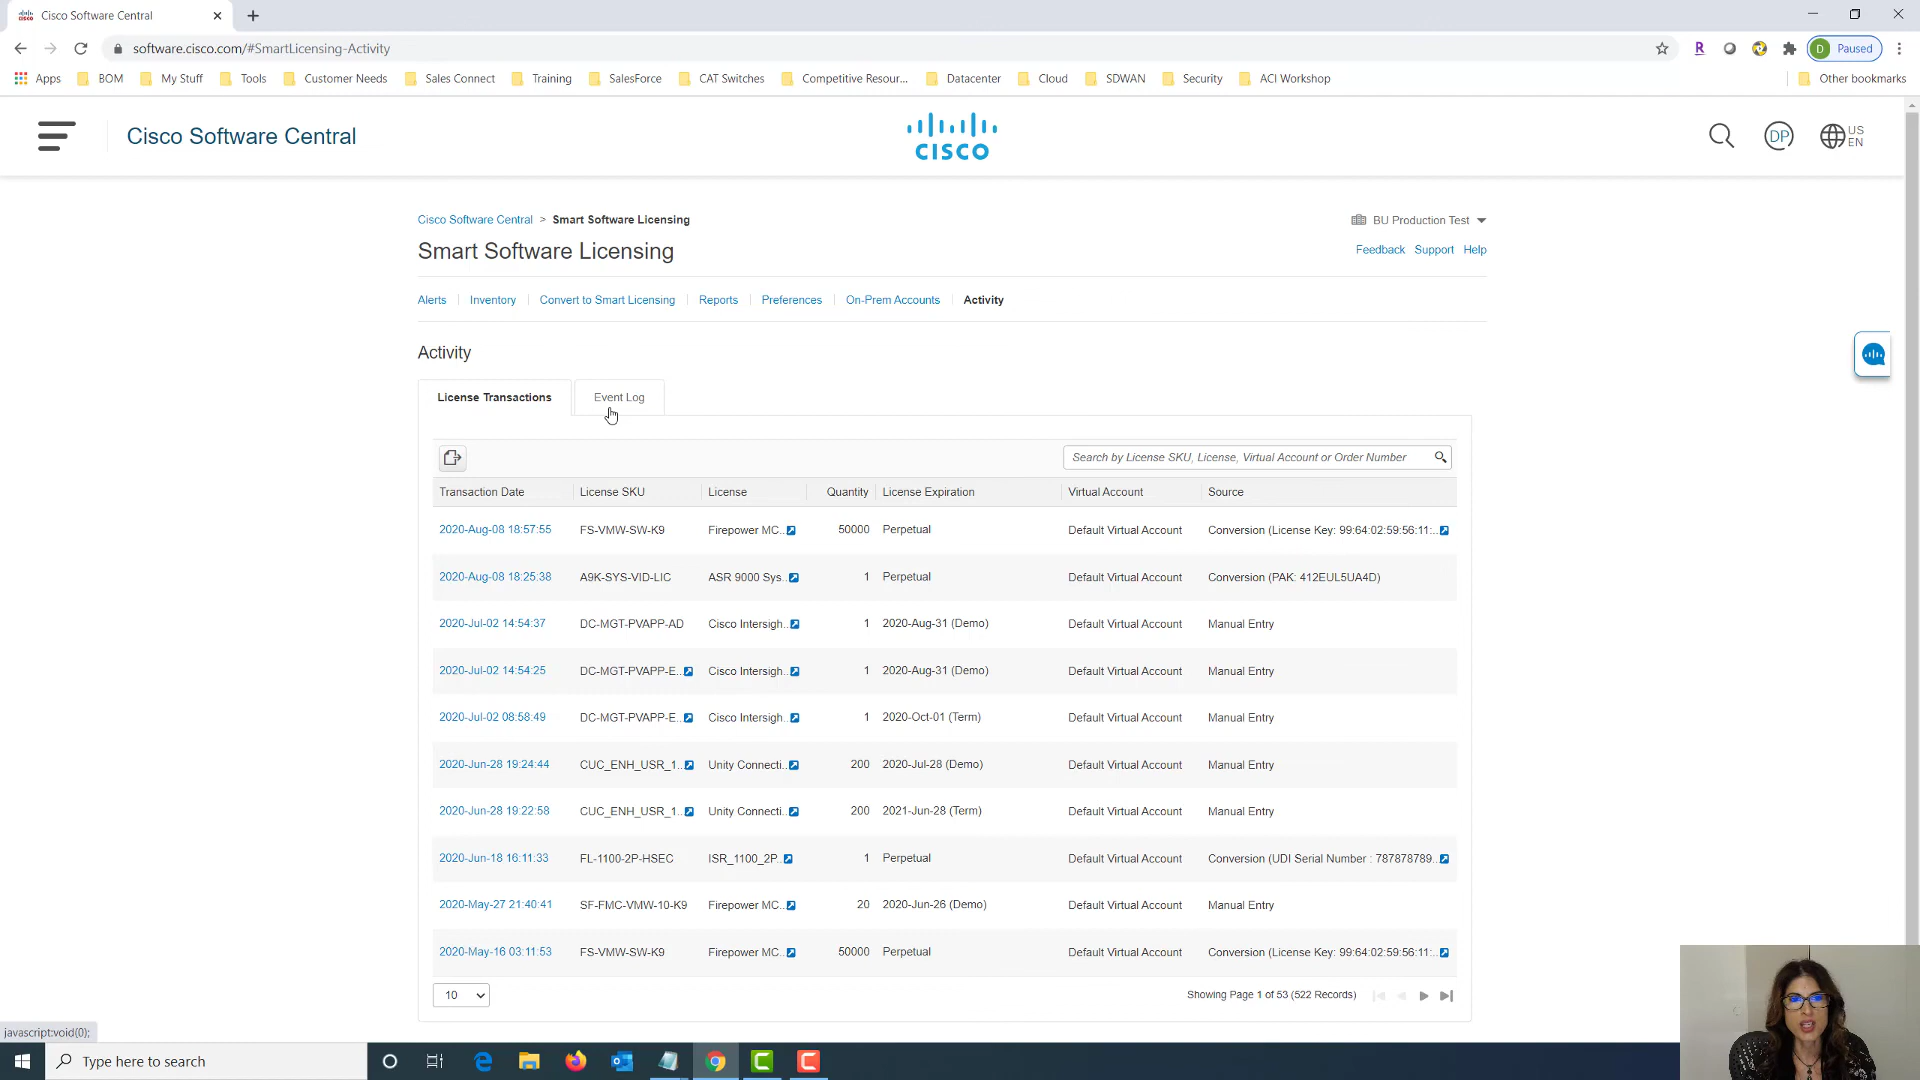 Cisco Software Central
software.cisco.com/#SmartLicensing-Activity
D Paused
Apps BOM My Stuff Tools Customer Needs Sales Connect Training SalesForce CAT Switches Competitive Resour... Datacenter Cloud SDWAN Security ACI Workshop Other bookmarks
Cisco Software Central
CISCO
DP
US
EN
Cisco Software Central > Smart Software Licensing
BU Production Test
Smart Software Licensing
Feedback Support Help
Alerts Inventory Convert to Smart Licensing Reports Preferences On-Prem Accounts Activity
Activity
License Transactions Event Log
Search by License SKU, License, Virtual Account or Order Number
Transaction Date License SKU License Quantity License Expiration Virtual Account Source
2020-Aug-08 18:57:55 FS-VMW-SW-K9 Firepower MC.. 50000 Perpetual Default Virtual Account Conversion (License Key: 99:64:02:59:56:11:..
2020-Aug-08 18:25:38 A9K-SYS-VID-LIC ASR 9000 Sys.. 1 Perpetual Default Virtual Account Conversion (PAK: 412EUL5UA4D)
2020-Jul-02 14:54:37 DC-MGT-PVAPP-AD Cisco Intersigh.. 1 2020-Aug-31 (Demo) Default Virtual Account Manual Entry
2020-Jul-02 14:54:25 DC-MGT-PVAPP-E.. Cisco Intersigh.. 1 2020-Aug-31 (Demo) Default Virtual Account Manual Entry
2020-Jul-02 08:58:49 DC-MGT-PVAPP-E.. Cisco Intersigh.. 1 2020-Oct-01 (Term) Default Virtual Account Manual Entry
2020-Jun-28 19:24:44 CUC_ENH_USR_1.. Unity Connecti.. 200 2020-Jul-28 (Demo) Default Virtual Account Manual Entry
2020-Jun-28 19:22:58 CUC_ENH_USR_1.. Unity Connecti.. 200 2021-Jun-28 (Term) Default Virtual Account Manual Entry
2020-Jun-18 16:11:33 FL-1100-2P-HSEC ISR_1100_2P.. 1 Perpetual Default Virtual Account Conversion (UDI Serial Number : 787878789..
2020-May-27 21:40:41 SF-FMC-VMW-10-K9 Firepower MC.. 20 2020-Jun-26 (Demo) Default Virtual Account Manual Entry
2020-May-16 03:11:53 FS-VMW-SW-K9 Firepower MC.. 50000 Perpetual Default Virtual Account Conversion (License Key: 99:64:02:59:56:11:..
10 Showing Page 1 of 53 (522 Records)
javascript:void(0);
Type here to search